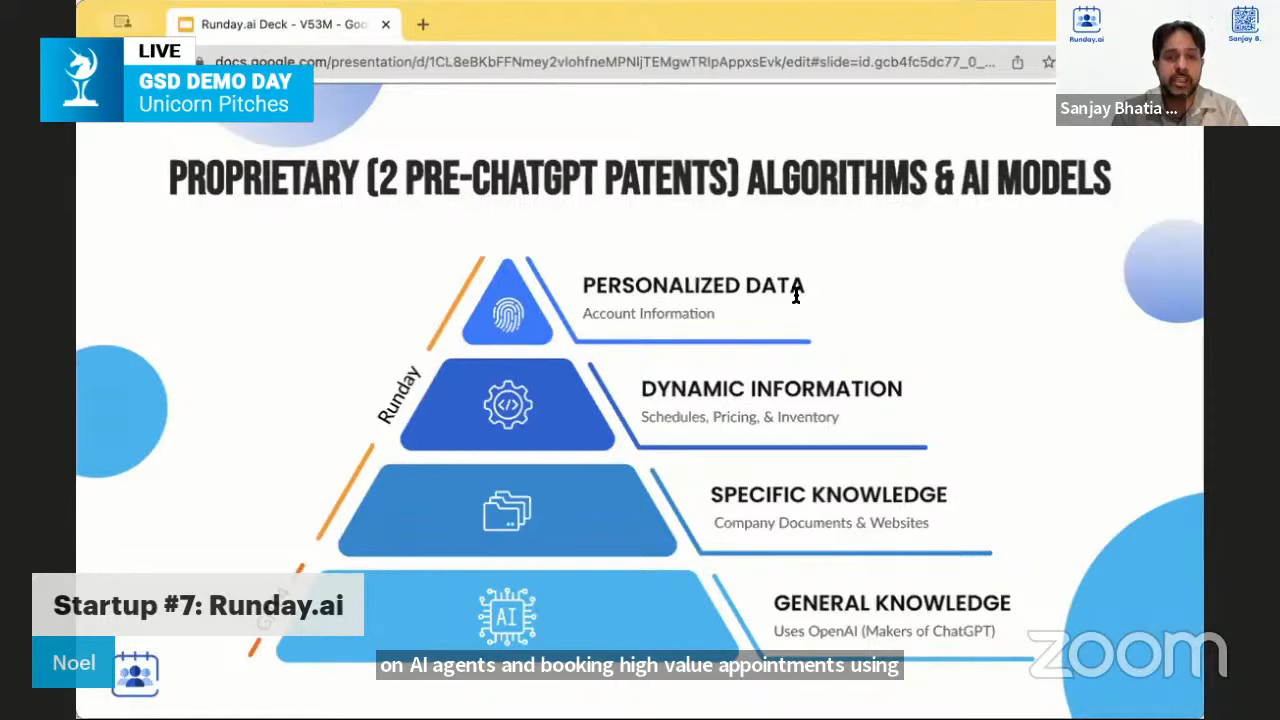 Runday.ai Deck - V53M - Goo
LIVE
GSD DEMO DAY
Unicorn Pitches
docs.google.com/presentation/d/1CL8eBKbFFNmey2vlohfneMPNljTEMgwTRlpAppxsEvk/edit#slide=id.gcb4fc5dc77_0_...
Runday.ai
Sanjay B.
Sanjay Bhatia ...
PROPRIETARY (2 PRE-CHATGPT PATENTS) ALGORITHMS & AI MODELS
PERSONALIZED DATA
Account Information
Runday
DYNAMIC INFORMATION
Schedules, Pricing, & Inventory
SPECIFIC KNOWLEDGE
Company Documents & Websites
AI
GENERAL KNOWLEDGE
Uses OpenAI (Makers of ChatGPT)
Startup #7: Runday.ai
Noel
on AI agents and booking high value appointments using
zoom